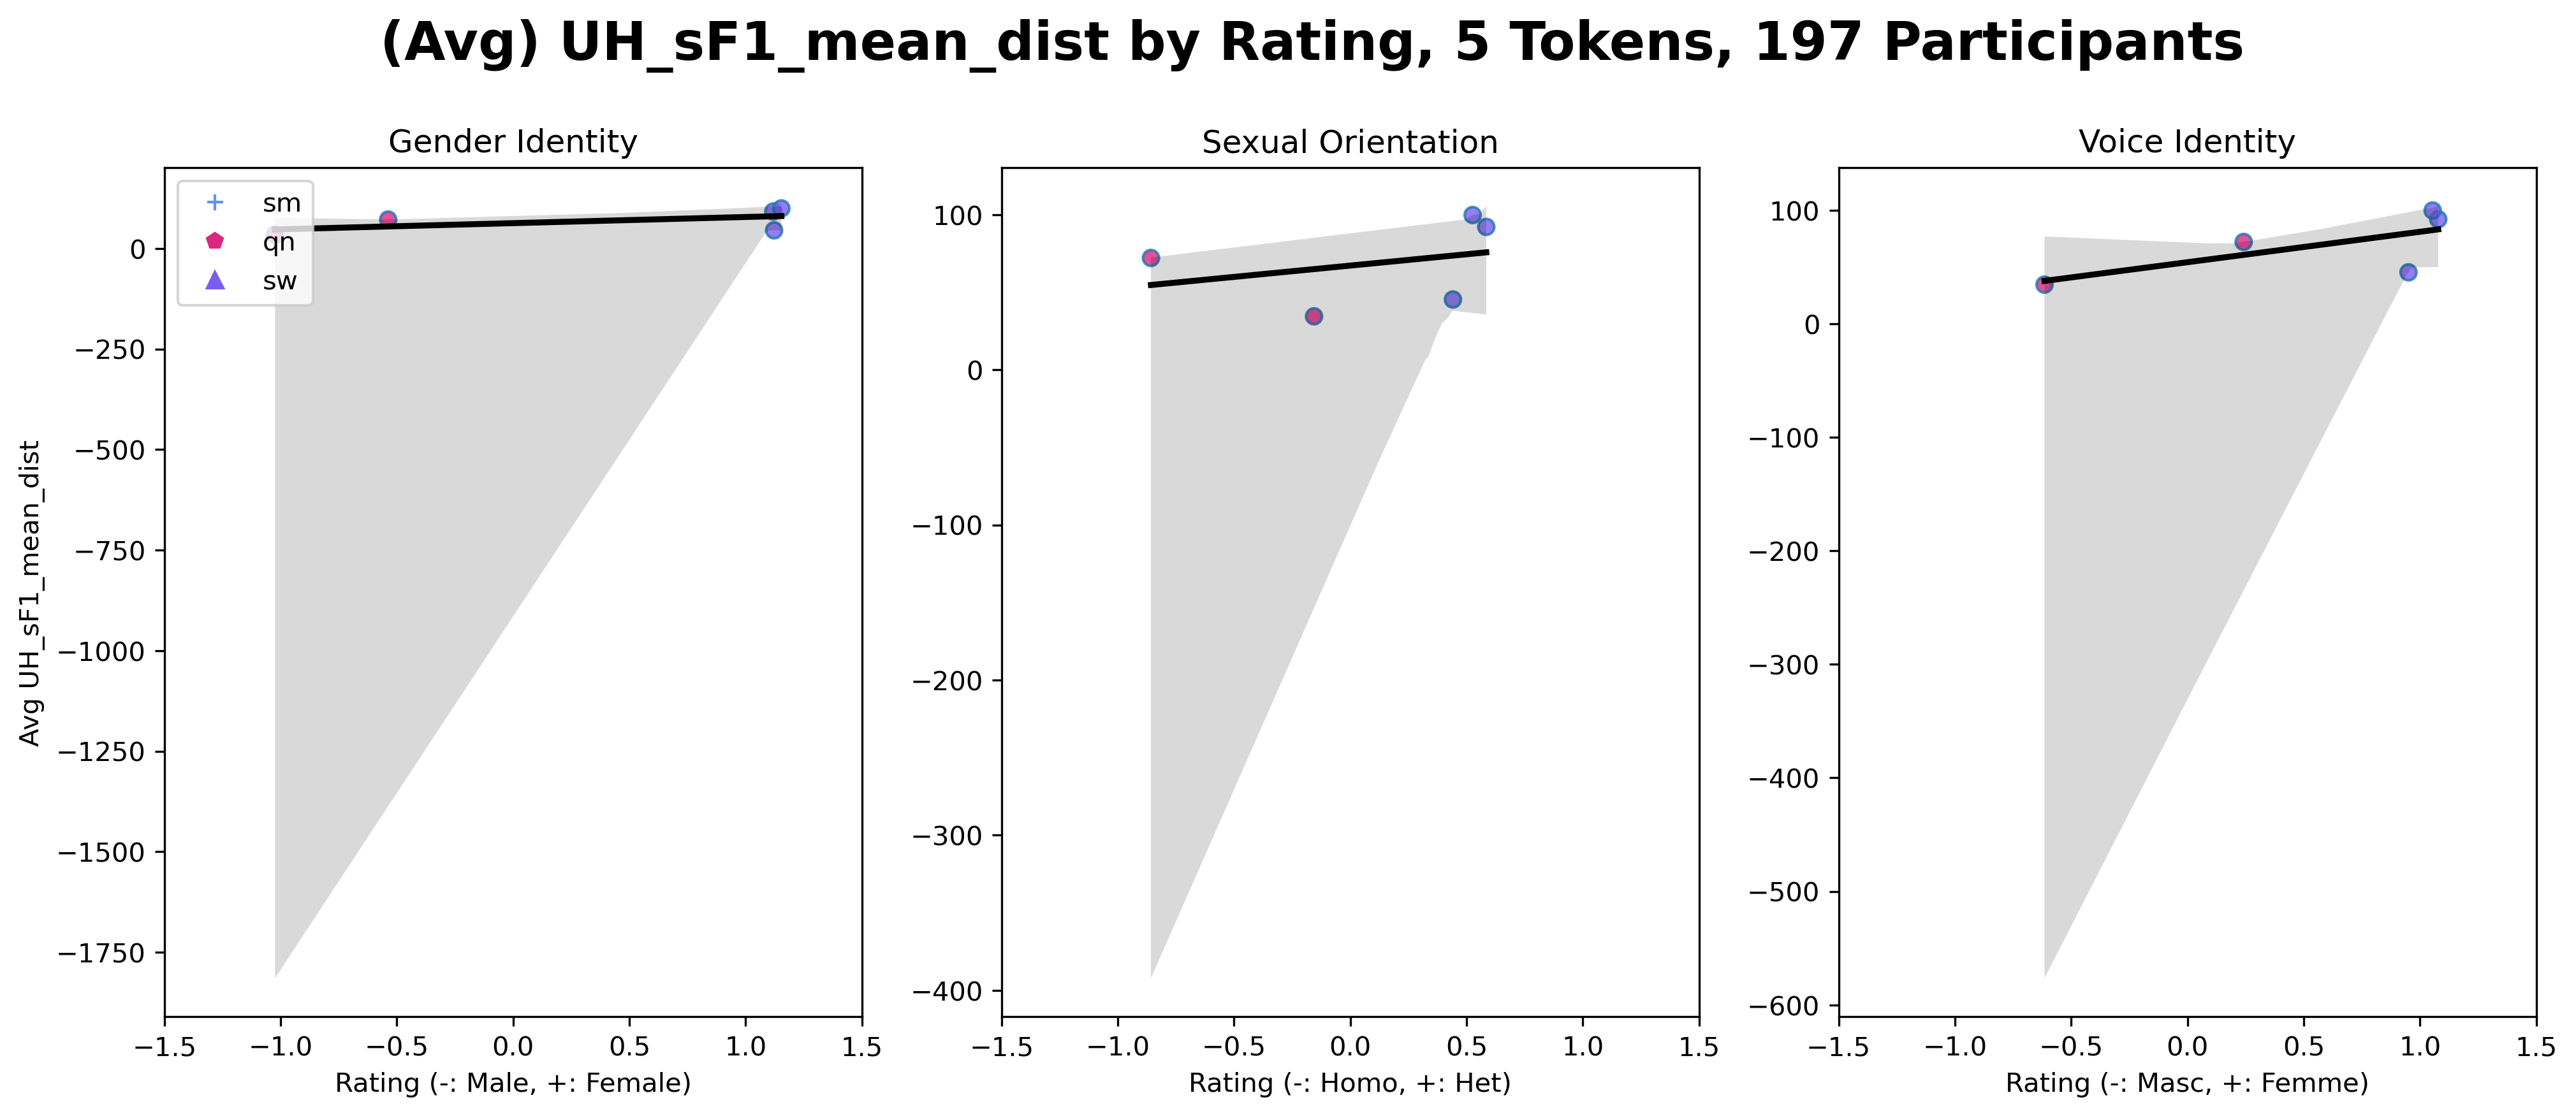 (Avg) UH_sF1_mean_dist by Rating, 5 Tokens, 197 Participants
Gender Identity
Avg UH_sF1_mean_dist
0
−250
−500
−750
−1000
−1250
−1500
−1750
sm
qn
sw
−1.5 −1.0 −0.5 0.0 0.5 1.0 1.5
Rating (-: Male, +: Female)
Sexual Orientation
100
0
−100
−200
−300
−400
−1.5 −1.0 −0.5 0.0 0.5 1.0 1.5
Rating (-: Homo, +: Het)
Voice Identity
100
0
−100
−200
−300
−400
−500
−600
−1.5 −1.0 −0.5 0.0 0.5 1.0 1.5
Rating (-: Masc, +: Femme)